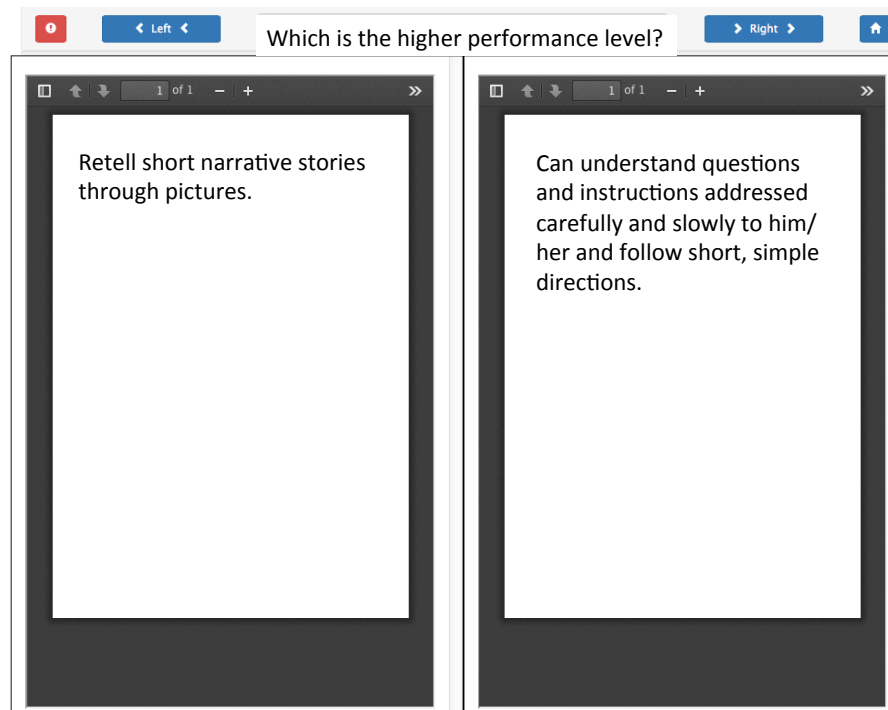 Left
Which is the higher performance level?
Right
1 of 1
1 of 1
Retell short narrative stories
through pictures.
Can understand questions
and instructions addressed
carefully and slowly to him/
her and follow short, simple
directions.